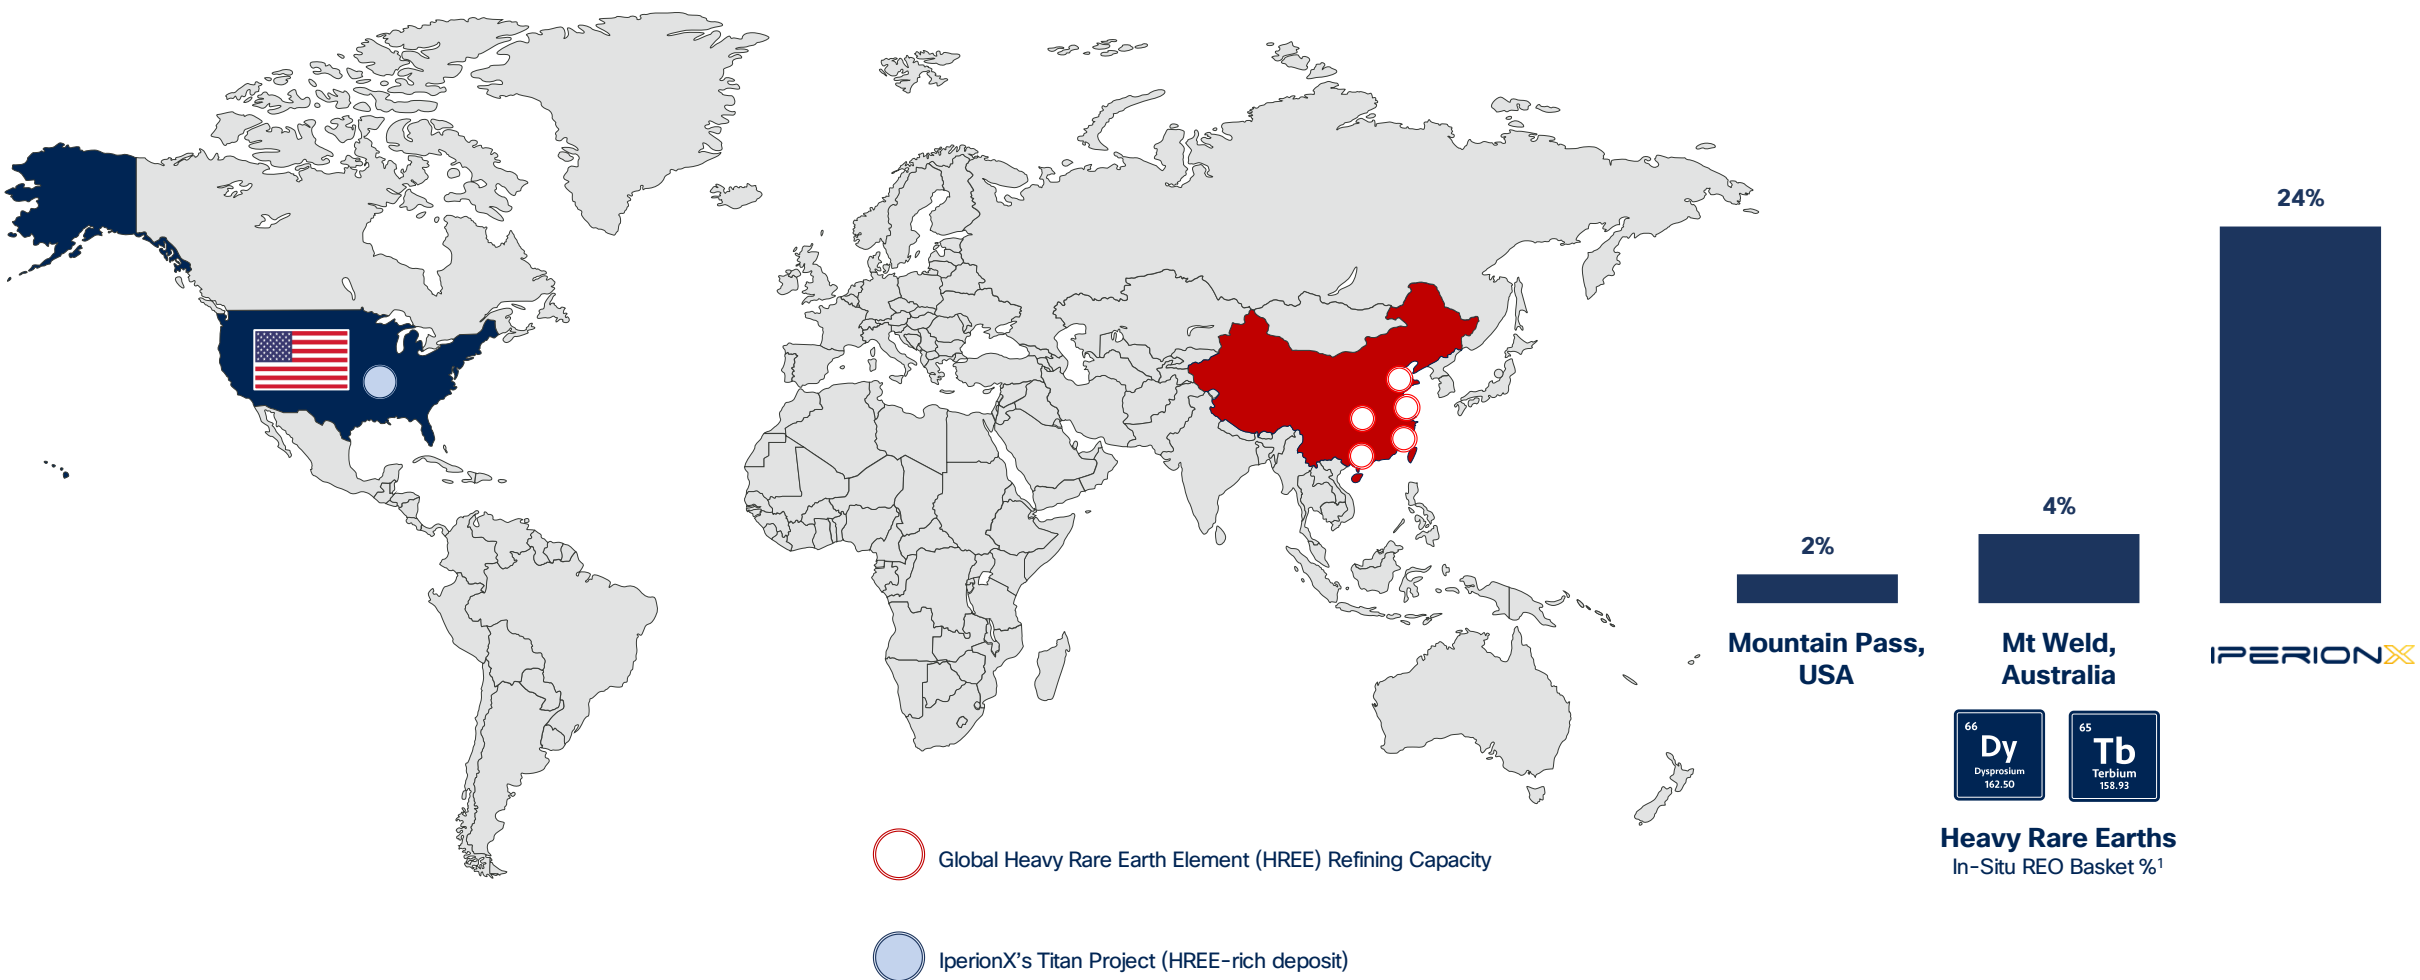 24%
4%
2%
Mountain Pass,
USA
Mt Weld,
Australia
IPERIONX
66
Dy
Dysprosium
162.50
65
Tb
Terbium
158.93
Heavy Rare Earths
In-Situ REO Basket %¹
Global Heavy Rare Earth Element (HREE) Refining Capacity
IperionX's Titan Project (HREE-rich deposit)